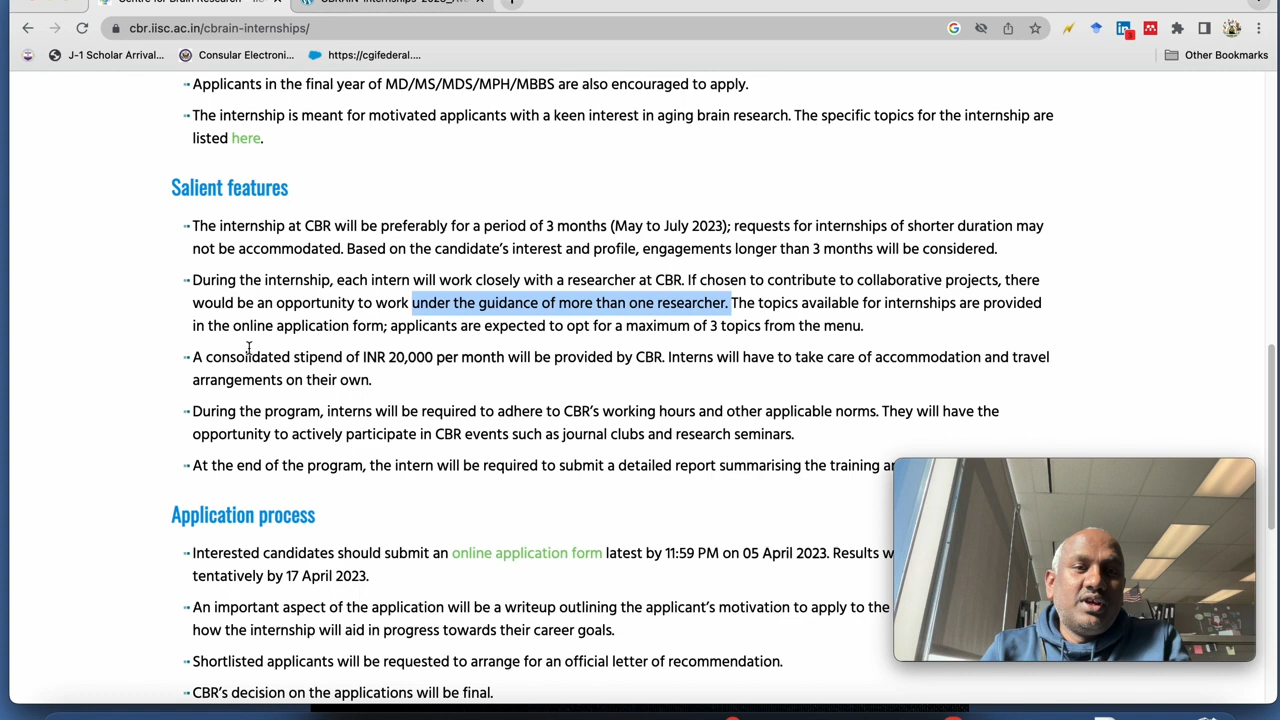 Centre for Brain Research - IISc
CBRAIN-Internships-2023
cbr.iisc.ac.in/cbrain-internships/
J-1 Scholar Arrival...
Consular Electroni...
https://cgifederal....
Other Bookmarks
Applicants in the final year of MD/MS/MDS/MPH/MBBS are also encouraged to apply.
The internship is meant for motivated applicants with a keen interest in aging brain research. The specific topics for the internship are
listed here.
Salient features
The internship at CBR will be preferably for a period of 3 months (May to July 2023); requests for internships of shorter duration may
not be accommodated. Based on the candidate's interest and profile, engagements longer than 3 months will be considered.
During the internship, each intern will work closely with a researcher at CBR. If chosen to contribute to collaborative projects, there
would be an opportunity to work under the guidance of more than one researcher. The topics available for internships are provided
in the online application form; applicants are expected to opt for a maximum of 3 topics from the menu.
A consolidated stipend of INR 20,000 per month will be provided by CBR. Interns will have to take care of accommodation and travel
arrangements on their own.
During the program, interns will be required to adhere to CBR's working hours and other applicable norms. They will have the
opportunity to actively participate in CBR events such as journal clubs and research seminars.
At the end of the program, the intern will be required to submit a detailed report summarising the training
Application process
Interested candidates should submit an online application form latest by 11:59 PM on 05 April 2023. Results
tentatively by 17 April 2023.
An important aspect of the application will be a writeup outlining the applicant's motivation to apply to the
how the internship will aid in progress towards their career goals.
Shortlisted applicants will be requested to arrange for an official letter of recommendation.
CBR's decision on the applications will be final.